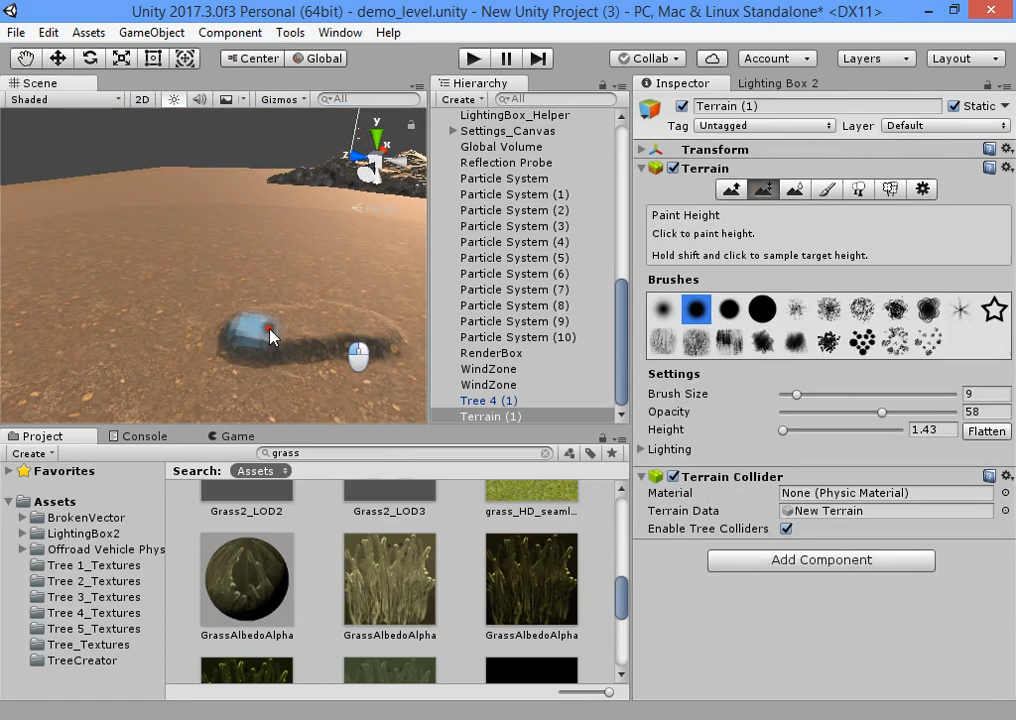 Unity 2017.3.0f3 Personal (64bit) - demo_level.unity - New Unity Project (3) - PC, Mac & Linux Standalone* <DX11>
File Edit Assets GameObject Component Tools Window Help
Center Global Collab Account Layers Layout
Scene
Shaded 2D Gizmos All
y
x
z
Hierarchy
Create All
LightingBox_Helper
Settings_Canvas
Global Volume
Reflection Probe
Particle System
Particle System (1)
Particle System (2)
Particle System (3)
Particle System (4)
Particle System (5)
Particle System (6)
Particle System (7)
Particle System (8)
Particle System (9)
Particle System (10)
RenderBox
WindZone
WindZone
Tree 4 (1)
Terrain (1)
Inspector Lighting Box 2
Terrain (1) Static
Tag Untagged Layer Default
Transform
Terrain
Paint Height
Click to paint height.
Hold shift and click to sample target height.
Brushes
Settings
Brush Size 9
Opacity 58
Height 1.43 Flatten
Lighting
Terrain Collider
Material None (Physic Material)
Terrain Data New Terrain
Enable Tree Colliders
Add Component
Project Console Game
Create grass
Favorites
Assets
BrokenVector
LightingBox2
Offroad Vehicle Phys
Tree 1_Textures
Tree 2_Textures
Tree 3_Textures
Tree 4_Textures
Tree 5_Textures
Tree_Textures
TreeCreator
Search: Assets
Grass2_LOD2 Grass2_LOD3 grass_HD_seaml...
GrassAlbedoAlpha GrassAlbedoAlpha GrassAlbedoAlpha